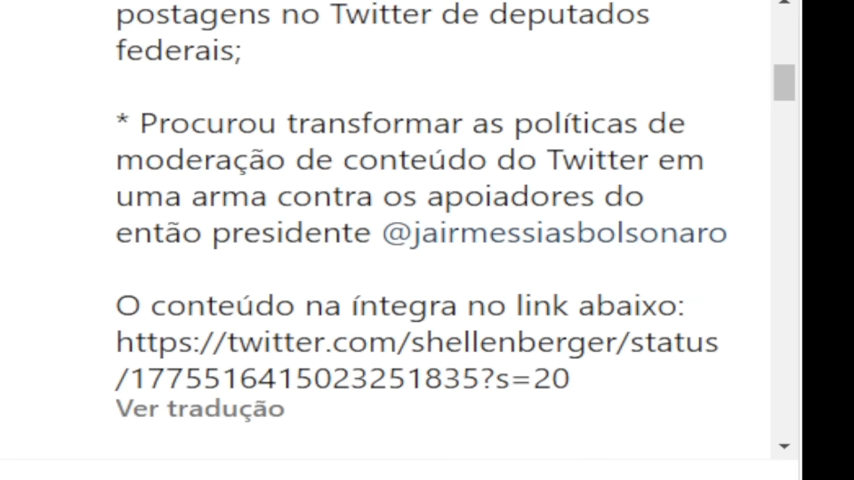 postagens no Twitter de deputados
federais;
* Procurou transformar as políticas de
moderação de conteúdo do Twitter em
uma arma contra os apoiadores do
então presidente @jairmessiasbolsonaro
O conteúdo na íntegra no link abaixo:
https://twitter.com/shellenberger/status
/1775516415023251835?s=20
Ver tradução